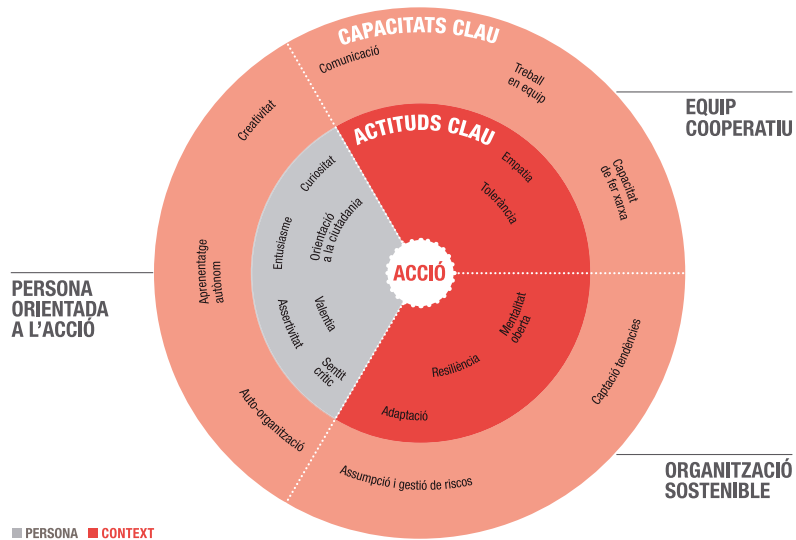 CAPACITATS CLAU
Comunicació
Treball
en equip
Capacitat
de fer xarxa
Creativitat
Aprenentatge
autònom
Auto-organització
Assumpció i gestió de riscos
Captació tendències
ACTITUDS CLAU
Empatia
Tolerància
Curiositat
Orientació
a la ciutadania
Entusiasme
Valentia
Assertivitat
Sentit
crític
Mentalitat
oberta
Resiliència
Adaptació
ACCIÓ
EQUIP
COOPERATIU
PERSONA
ORIENTADA
A L'ACCIÓ
ORGANITZACIÓ
SOSTENIBLE
PERSONA
CONTEXT